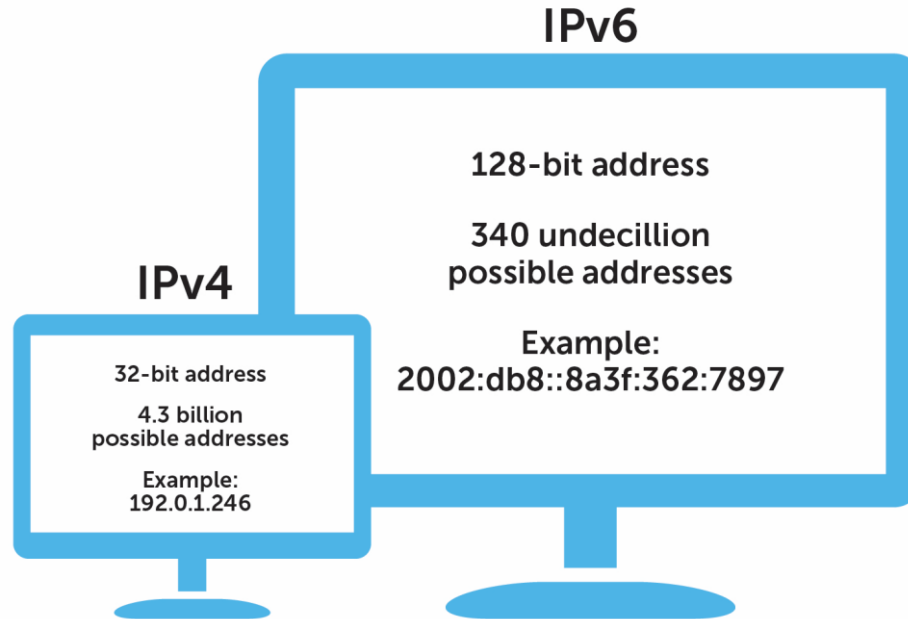 IPv6
128-bit address
340 undecillion
possible addresses
Example:
2002:db8::8a3f:362:7897
IPv4
32-bit address
4.3 billion
possible addresses
Example:
192.0.1.246